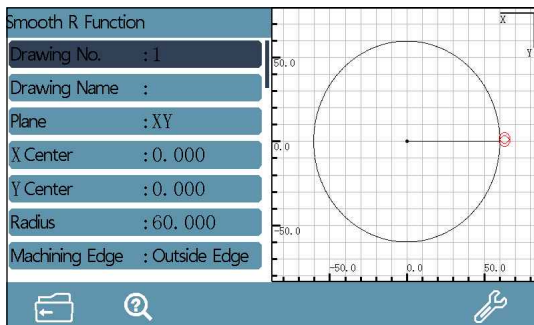 Smooth R Function
Drawing No. :1
Drawing Name :
Plane :XY
X Center :0.000
Y Center :0.000
Radius :60.000
Machining Edge : Outside Edge
X
Y
50.0
0.0
-50.0
-50.0 0.0 50.0